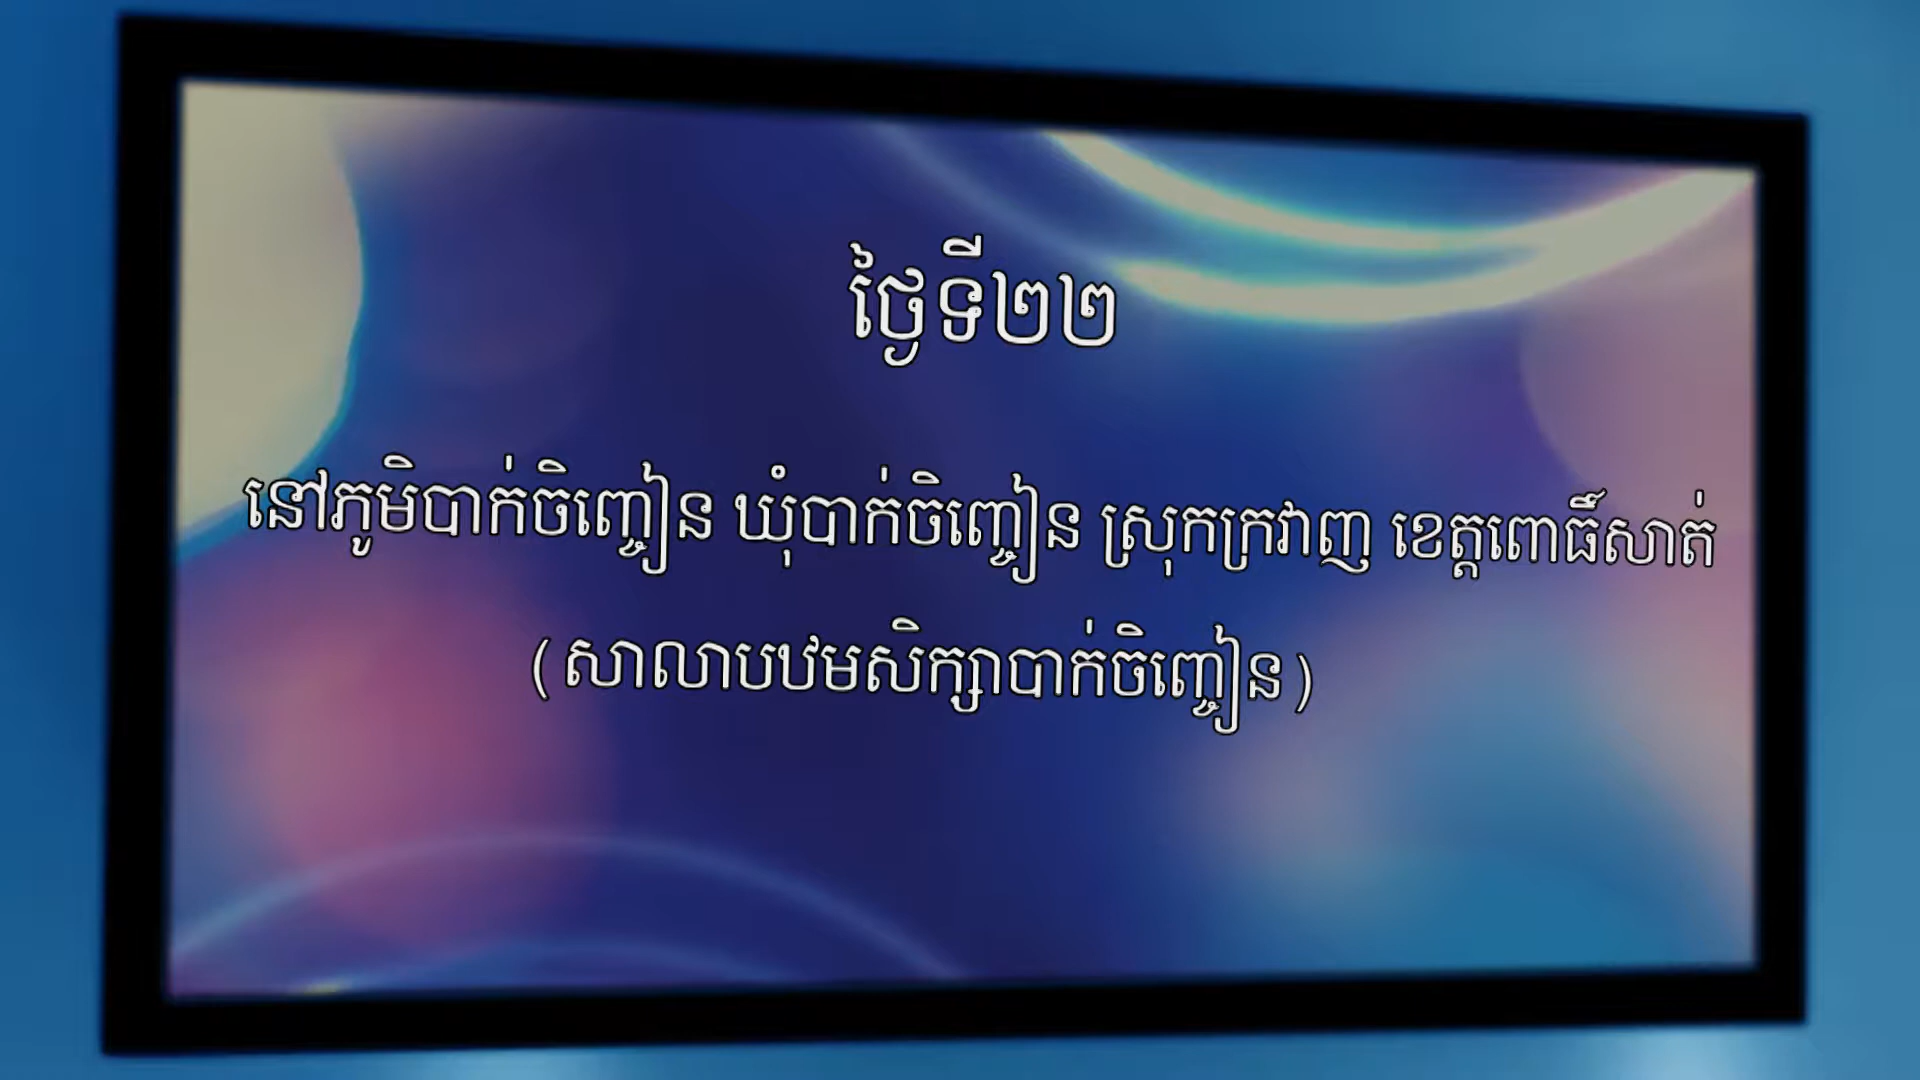 ថ្ងៃទី២២
នៅភូមិបាក់ចិញ្ចៀន ឃុំបាក់ចិញ្ចៀន ស្រុកក្រវាញ ខេត្តពោធិ៍សាត់
(សាលាបឋមសិក្សាបាក់ចិញ្ចៀន)